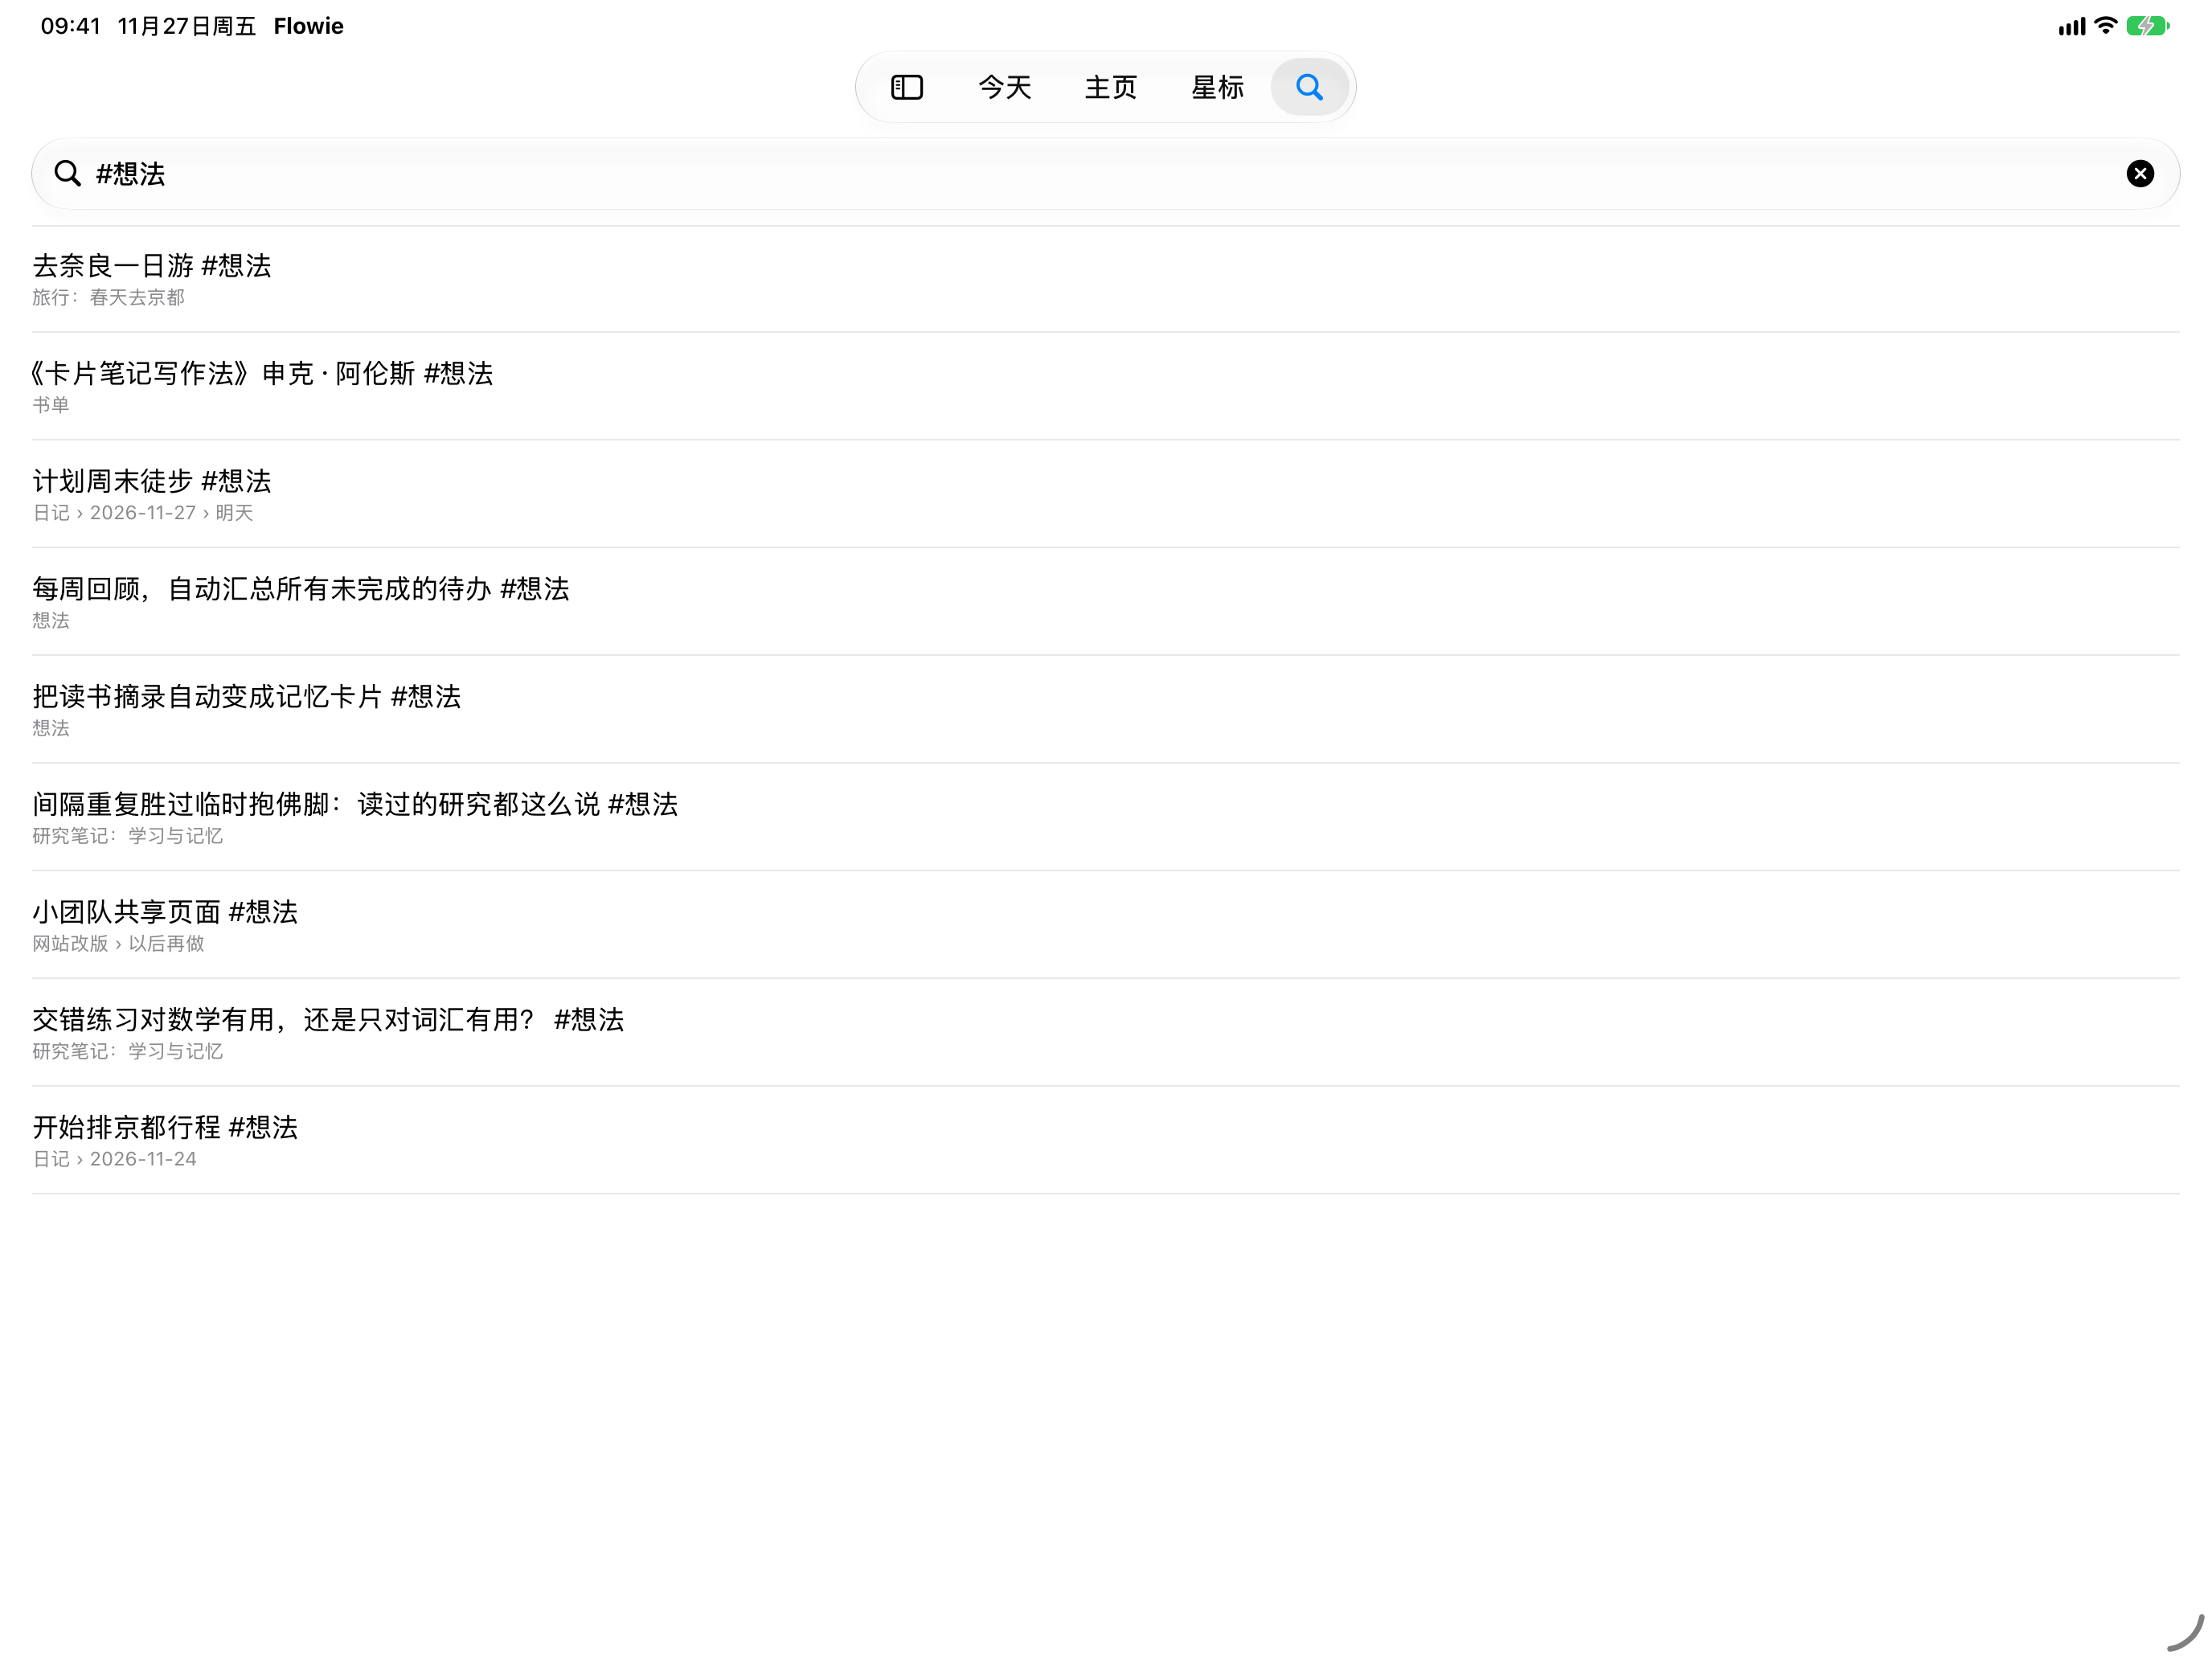 09:41 11月27日周五 Flowie
今天 主页 星标
#想法
去奈良一日游 #想法
旅行：春天去京都
《卡片笔记写作法》申克 · 阿伦斯 #想法
书单
计划周末徒步 #想法
日记 › 2026-11-27 › 明天
每周回顾，自动汇总所有未完成的待办 #想法
想法
把读书摘录自动变成记忆卡片 #想法
想法
间隔重复胜过临时抱佛脚：读过的研究都这么说 #想法
研究笔记：学习与记忆
小团队共享页面 #想法
网站改版 › 以后再做
交错练习对数学有用，还是只对词汇有用？ #想法
研究笔记：学习与记忆
开始排京都行程 #想法
日记 › 2026-11-24